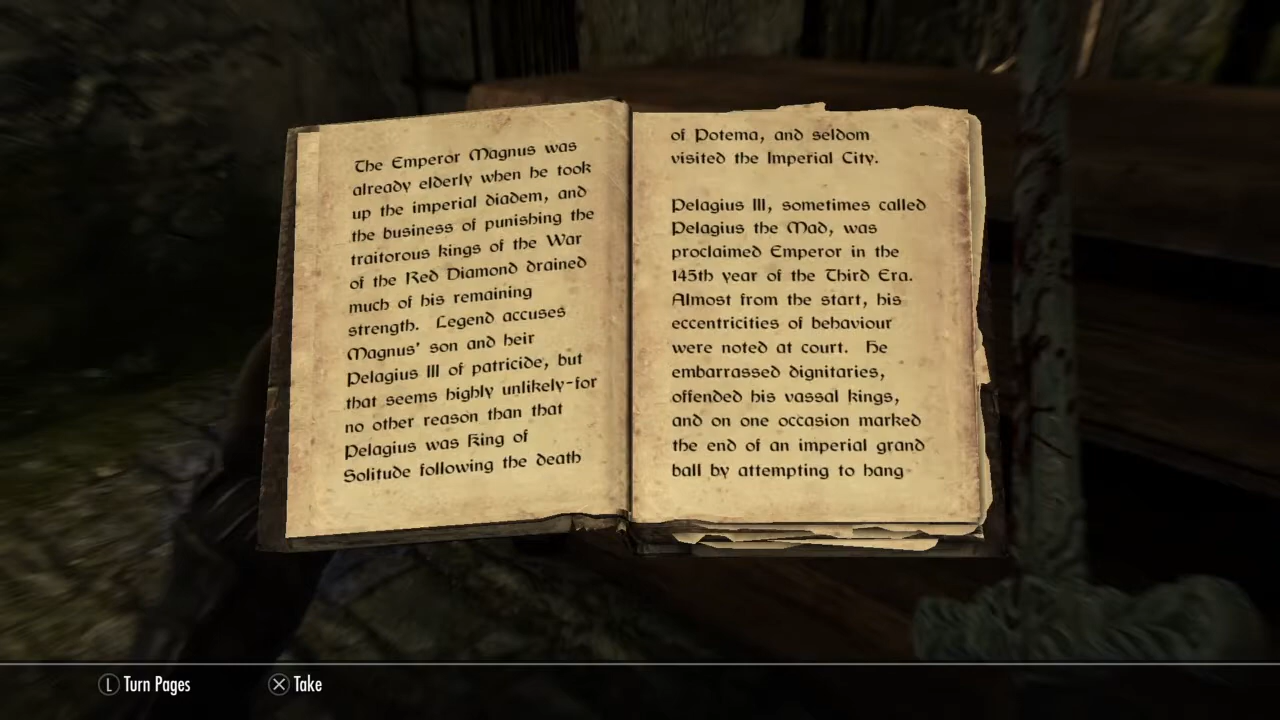 The Emperor Magnus was
already elderly when he took
up the imperial diadem, and
the business of punishing the
traitorous kings of the War
of the Red Diamond drained
much of his remaining
strength.  Legend accuses
Magnus' son and heir
Pelagius III of patricide, but
that seems highly unlikely-for
no other reason than that
Pelagius was King of
Solitude following the death
of Potema, and seldom
visited the Imperial City.
Pelagius III, sometimes called
Pelagius the Mad, was
proclaimed Emperor in the
145th year of the Third Era.
Almost from the start, his
eccentricities of behaviour
were noted at court.  He
embarrassed dignitaries,
offended his vassal kings,
and on one occasion marked
the end of an imperial grand
ball by attempting to hang
L Turn Pages
X Take